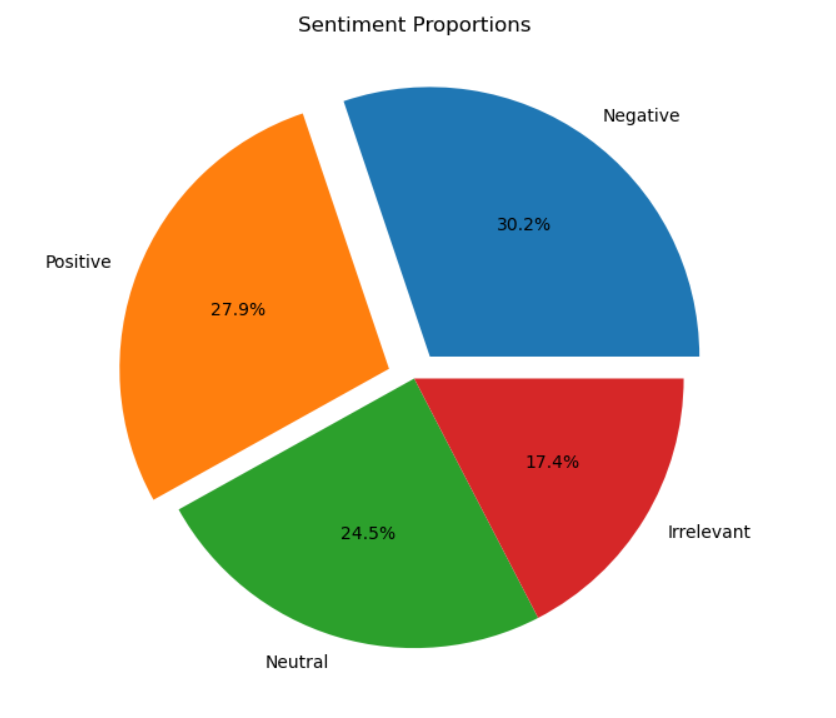 Sentiment Proportions
Negative
30.2%
Positive
27.9%
17.4%
24.5%
Irrelevant
Neutral